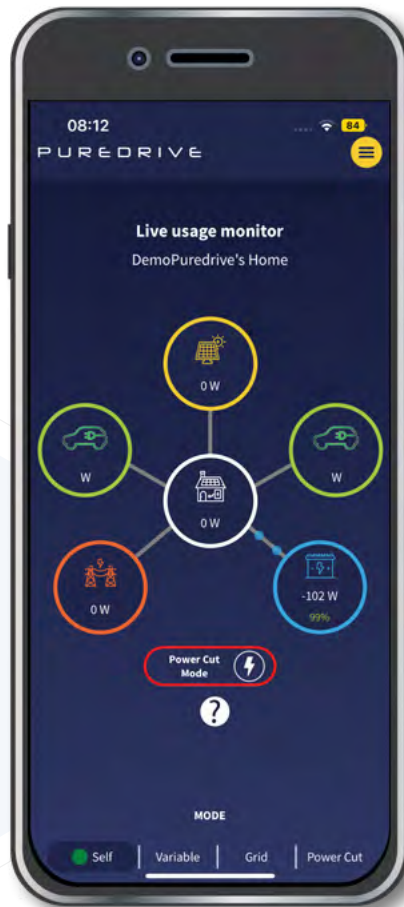 08:12
84
PUREDRIVE
Live usage monitor
DemoPuredrive's Home
0 W
W
W
0 W
0 W
-102 W
99%
Power Cut
Mode
?
MODE
Self
Variable
Grid
Power Cut